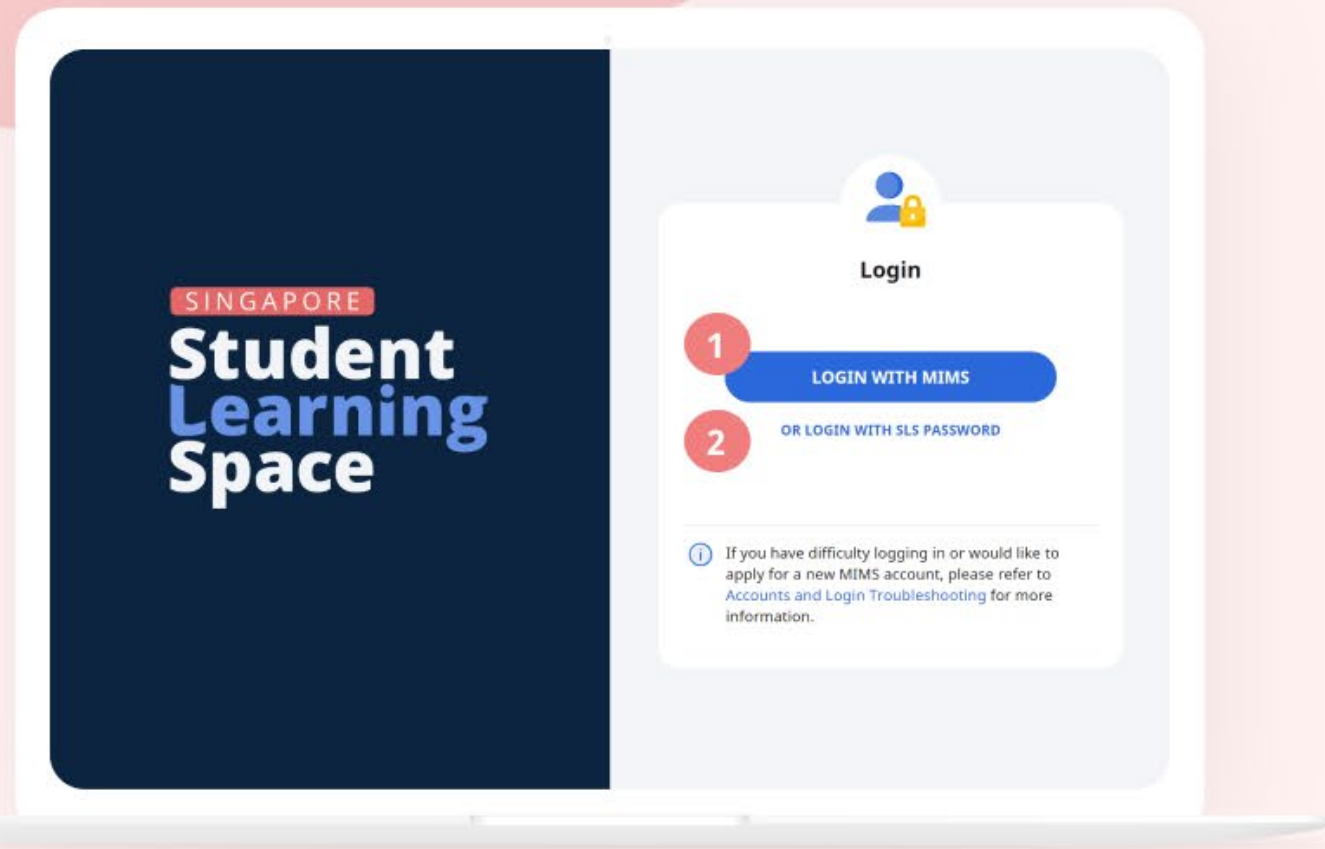 SINGAPORE
Student
Learning
Space
Login
1
LOGIN WITH MIMS
2
OR LOGIN WITH SLS PASSWORD
If you have difficulty logging in or would like to
apply for a new MIMS account, please refer to
Accounts and Login Troubleshooting for more
information.